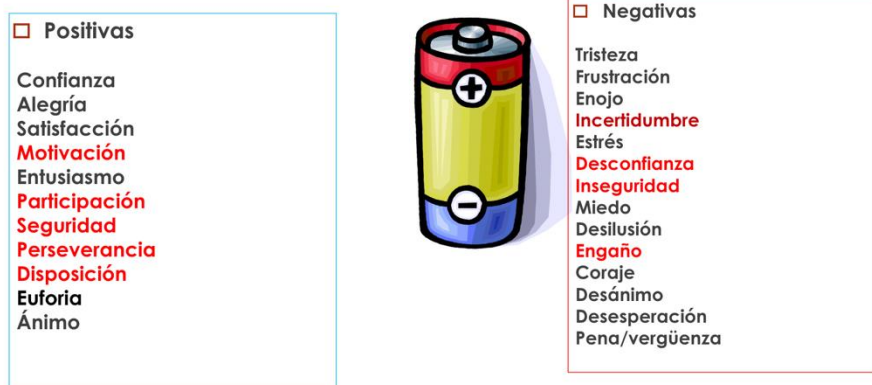 Positivas
Confianza
Alegría
Satisfacción
Motivación
Entusiasmo
Participación
Seguridad
Perseverancia
Disposición
Euforia
Ánimo
+
-
Negativas
Tristeza
Frustración
Enojo
Incertidumbre
Estrés
Desconfianza
Inseguridad
Miedo
Desilusión
Engaño
Coraje
Desánimo
Desesperación
Pena/vergüenza